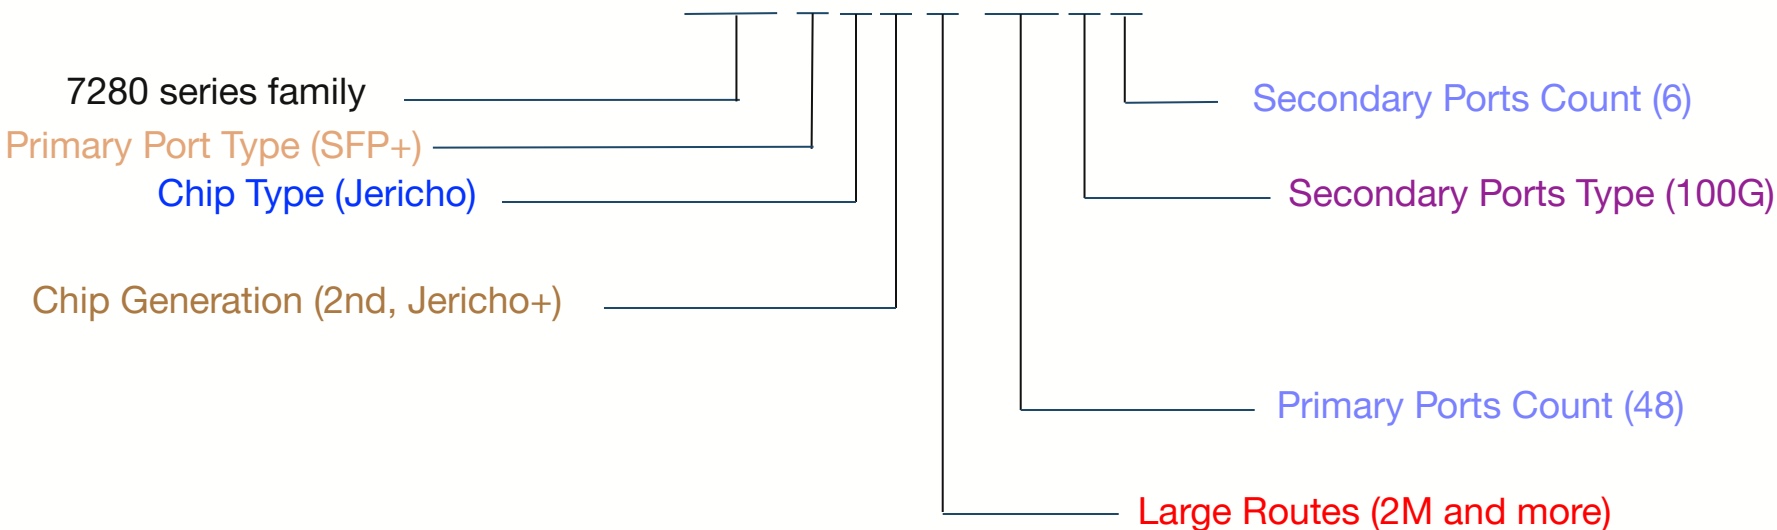 7280 series family
Secondary Ports Count (6)
Primary Port Type (SFP+)
Chip Type (Jericho)
Secondary Ports Type (100G)
Chip Generation (2nd, Jericho+)
Primary Ports Count (48)
Large Routes (2M and more)